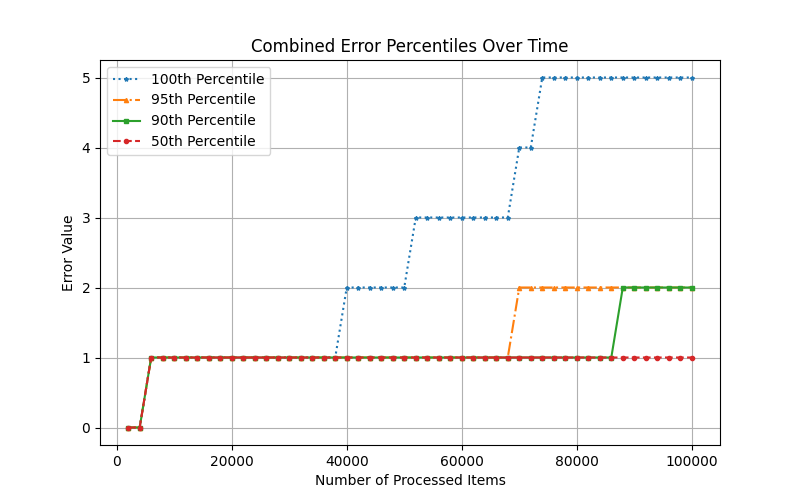 Combined Error Percentiles Over Time
100th Percentile
95th Percentile
90th Percentile
50th Percentile
Error Value
5
4
3
2
1
0
0 20000 40000 60000 80000 100000
Number of Processed Items